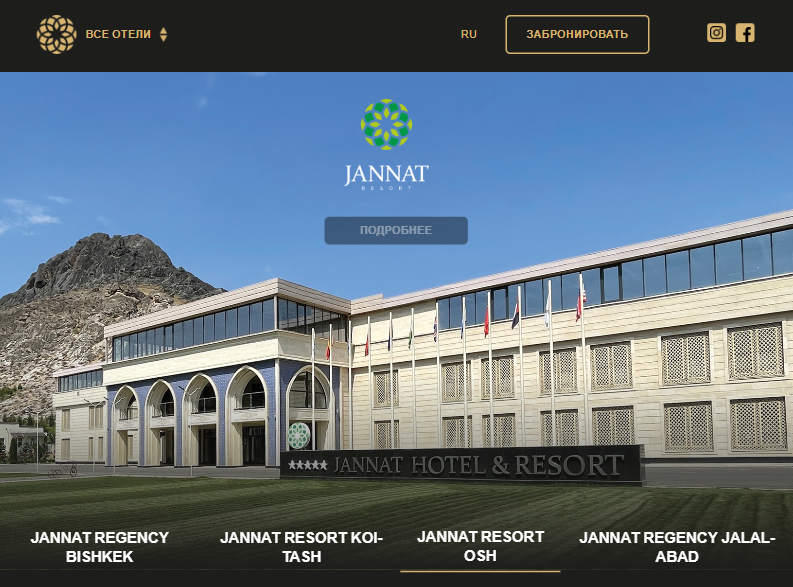 ВСЕ ОТЕЛИ
RU
ЗАБРОНИРОВАТЬ
JANNAT
RESORT
ПОДРОБНЕЕ
★★★★★ JANNAT HOTEL & RESORT
JANNAT REGENCY
BISHKEK
JANNAT RESORT KOI-
TASH
JANNAT RESORT
OSH
JANNAT REGENCY JALAL-
ABAD